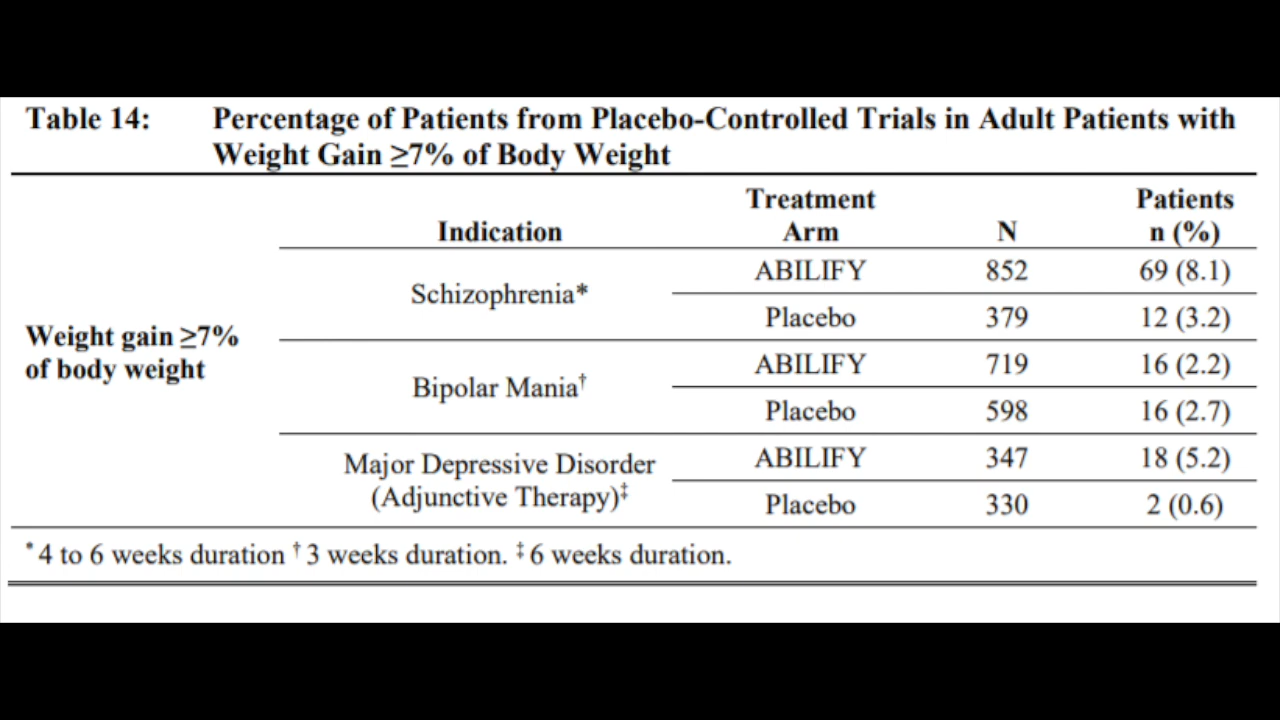 Table 14: Percentage of Patients from Placebo-Controlled Trials in Adult Patients with
Weight Gain ≥7% of Body Weight
Indication Treatment Arm N Patients n (%)
Weight gain ≥7% of body weight
Schizophrenia*
ABILIFY 852 69 (8.1)
Placebo 379 12 (3.2)
Bipolar Mania†
ABILIFY 719 16 (2.2)
Placebo 598 16 (2.7)
Major Depressive Disorder
(Adjunctive Therapy)‡
ABILIFY 347 18 (5.2)
Placebo 330 2 (0.6)
* 4 to 6 weeks duration † 3 weeks duration. ‡ 6 weeks duration.